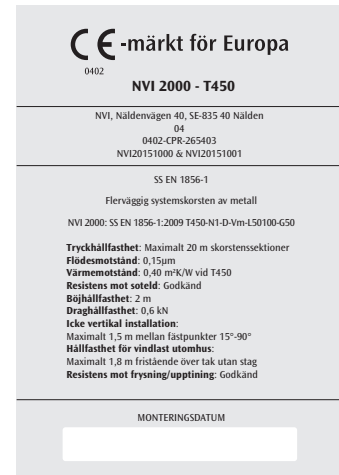 CE-märkt för Europa
0402
NVI 2000 - T450
NVI, Näldenvägen 40, SE-835 40 Nälden
04
0402-CPR-265403
NVI20151000 & NVI20151001
SS EN 1856-1
Flerväggig systemskorsten av metall
NVI 2000: SS EN 1856-1:2009 T450-N1-D-Vm-L50100-G50
Tryckhållfasthet: Maximalt 20 m skorstenssektioner
Flödesmotstånd: 0,15µm
Värmemotstånd: 0,40 m²K/W vid T450
Resistens mot soteld: Godkänd
Böjhållfasthet: 2 m
Draghållfasthet: 0,6 kN
Icke vertikal installation:
Maximalt 1,5 m mellan fästpunkter 15°-90°
Hållfasthet för vindlast utomhus:
Maximalt 1,8 m fristående över tak utan stag
Resistens mot frysning/upptining: Godkänd
MONTERINGSDATUM